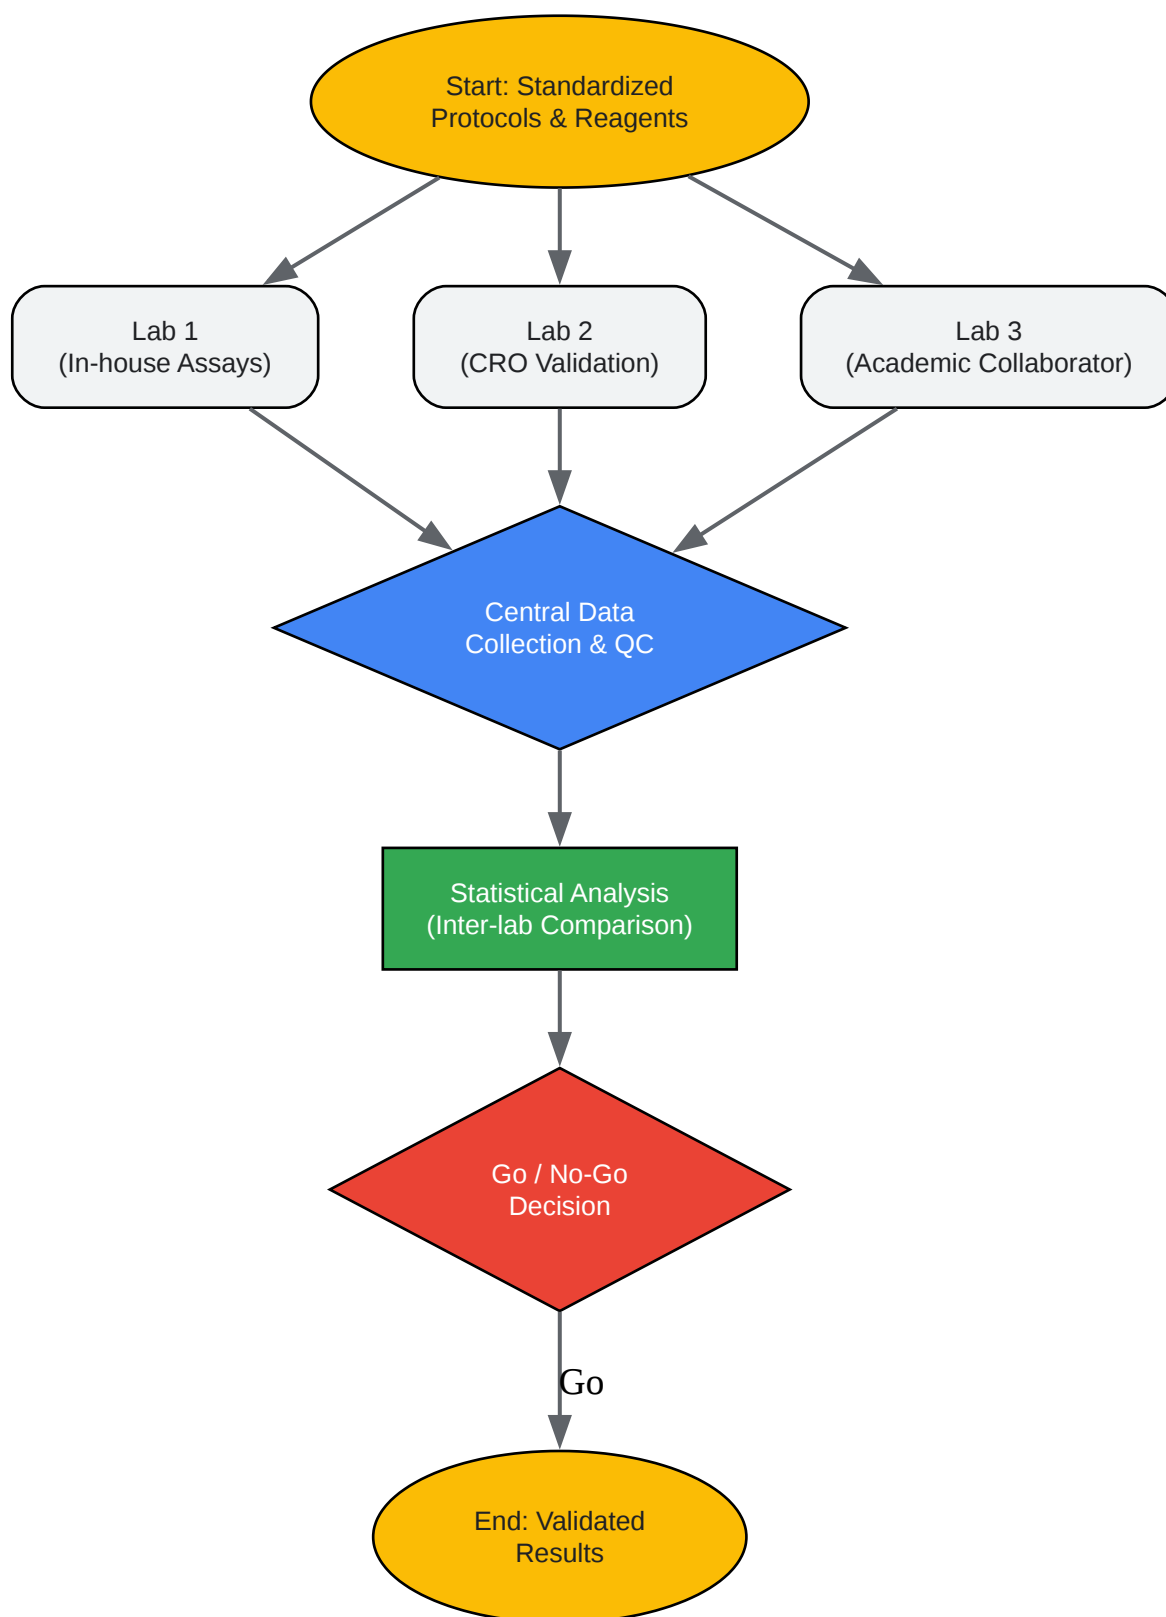 Start: Standardized
Protocols & Reagents
Lab 1
(In-house Assays)
Lab 2
(CRO Validation)
Lab 3
(Academic Collaborator)
Central Data
Collection & QC
Statistical Analysis
(Inter-lab Comparison)
Go / No-Go
Decision
Go
End: Validated
Results